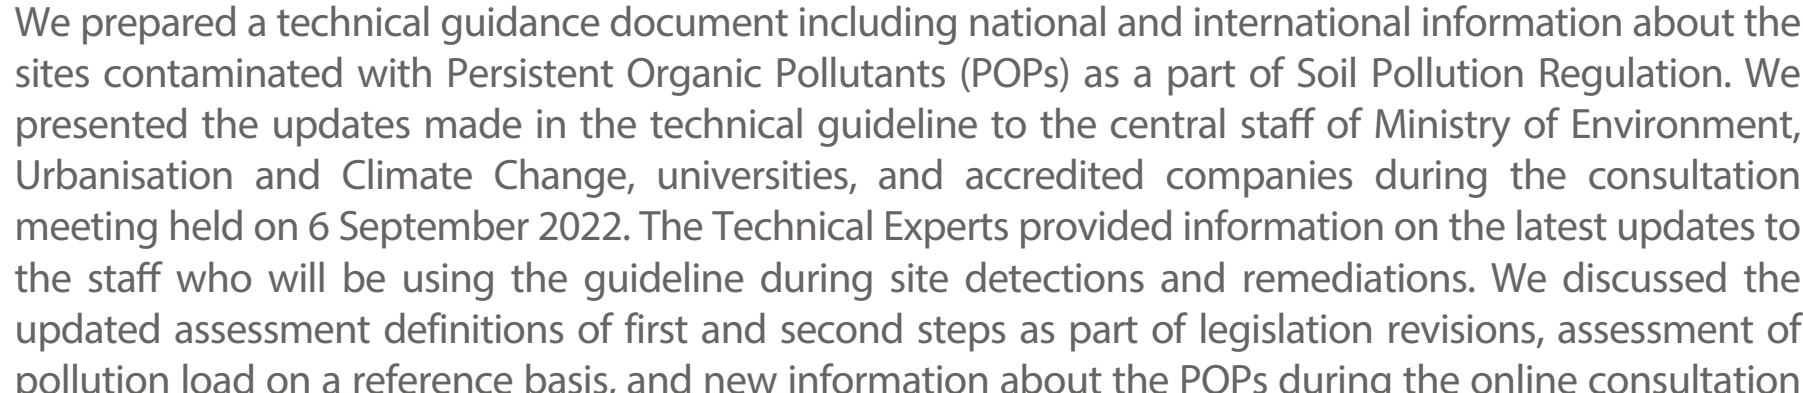 We prepared a technical guidance document including national and international information about the
sites contaminated with Persistent Organic Pollutants (POPs) as a part of Soil Pollution Regulation. We
presented the updates made in the technical guideline to the central staff of Ministry of Environment,
Urbanisation and Climate Change, universities, and accredited companies during the consultation
meeting held on 6 September 2022. The Technical Experts provided information on the latest updates to
the staff who will be using the guideline during site detections and remediations. We discussed the
updated assessment definitions of first and second steps as part of legislation revisions, assessment of
pollution load on a reference basis, and new information about the POPs during the online consultation